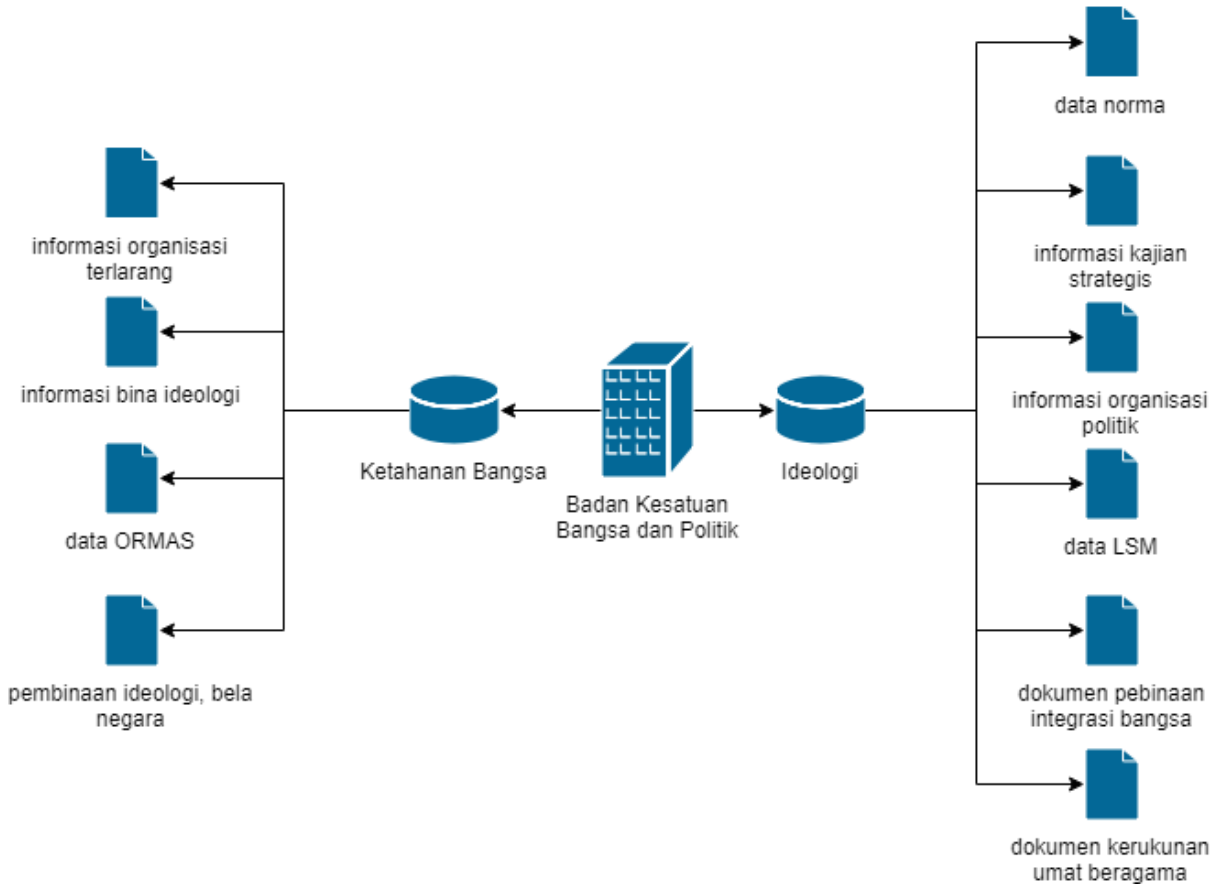 informasi organisasi
terlarang
informasi bina ideologi
data ORMAS
pembinaan ideologi, bela
negara
Ketahanan Bangsa
Badan Kesatuan
Bangsa dan Politik
Ideologi
data norma
informasi kajian
strategis
informasi organisasi
politik
data LSM
dokumen pebinaan
integrasi bangsa
dokumen kerukunan
umat beragama